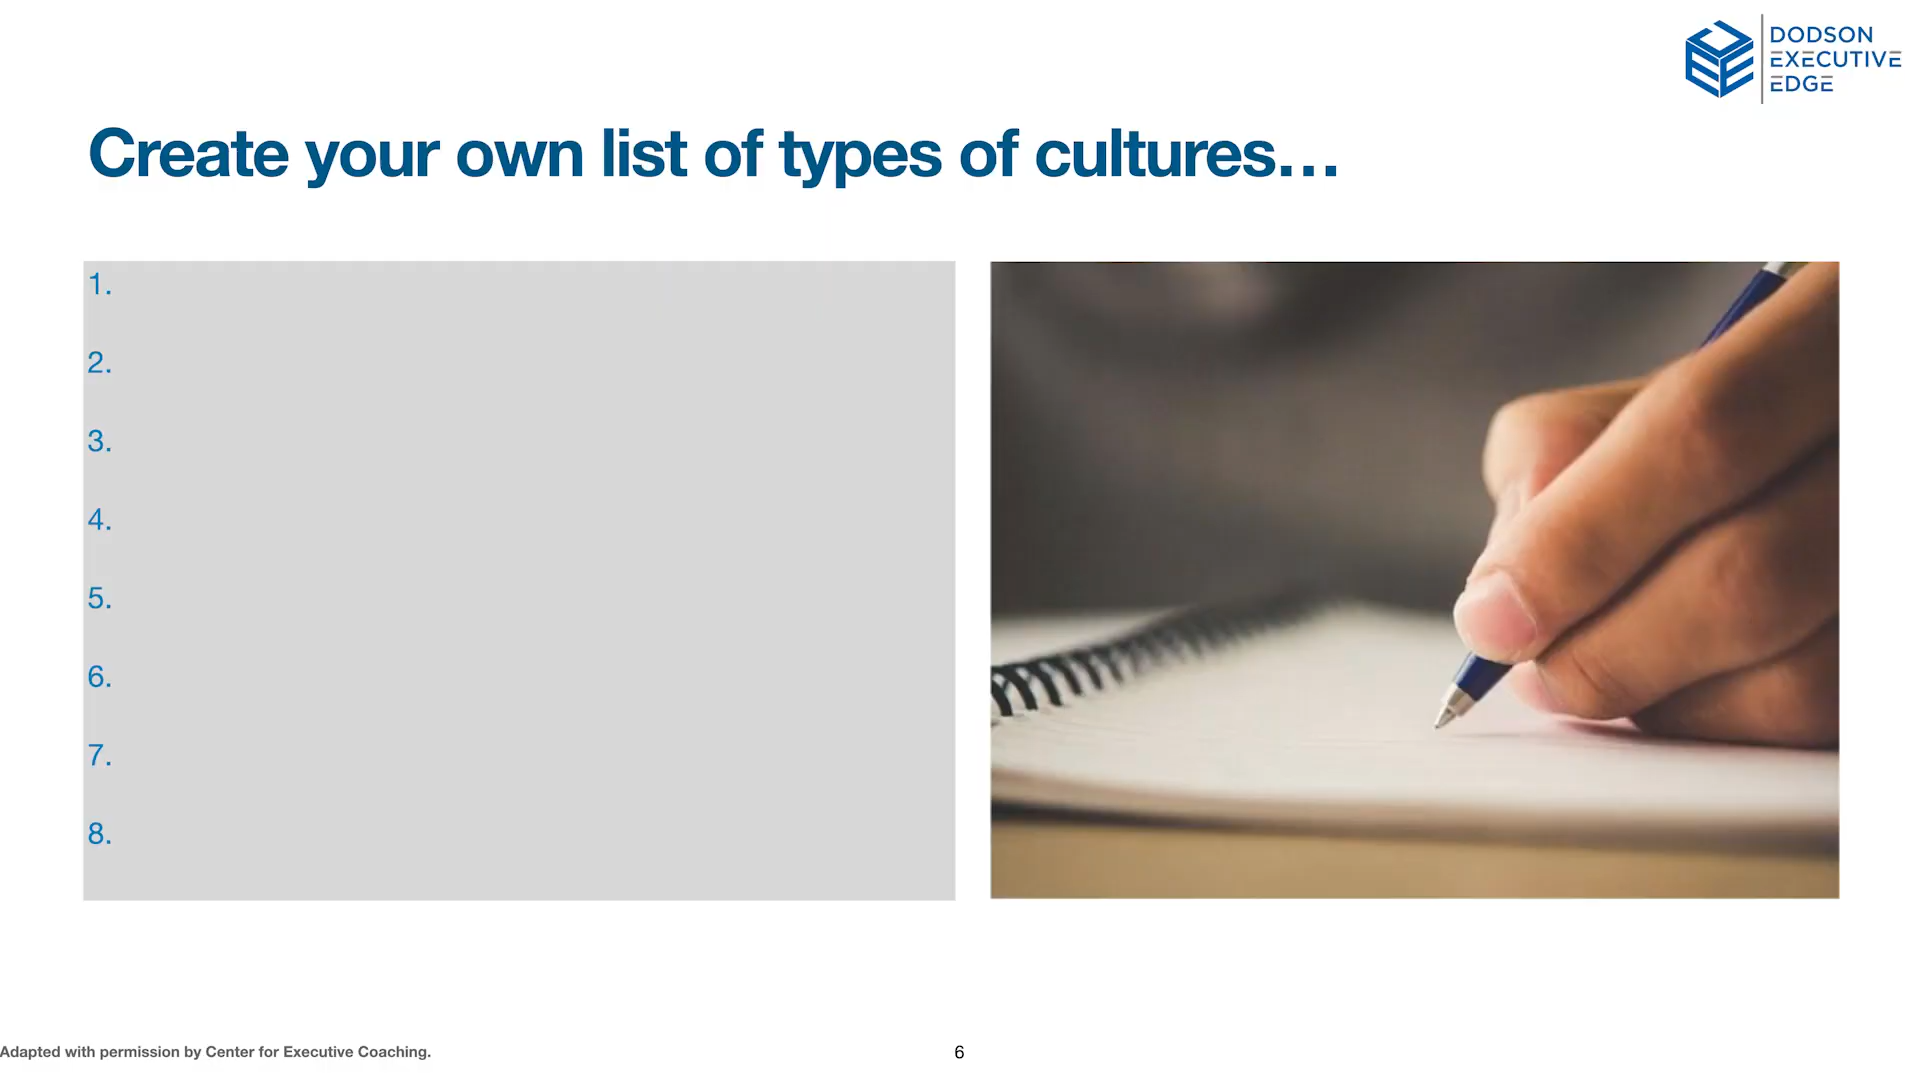 DODSON
EXECUTIVE
EDGE
Create your own list of types of cultures…
1.
2.
3.
4.
5.
6.
7.
8.
Adapted with permission by Center for Executive Coaching.
6